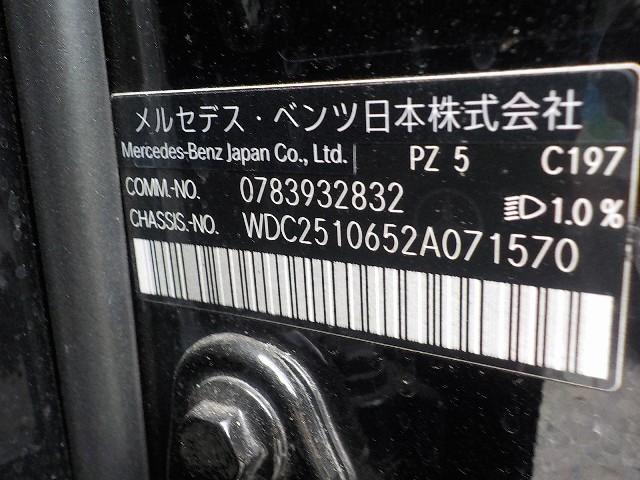 メルセデス・ベンツ日本株式会社
Mercedes-Benz Japan Co., Ltd. PZ 5 C197
COMM.-NO. 0783932832 1.0 %
CHASSIS.-NO. WDC2510652A071570